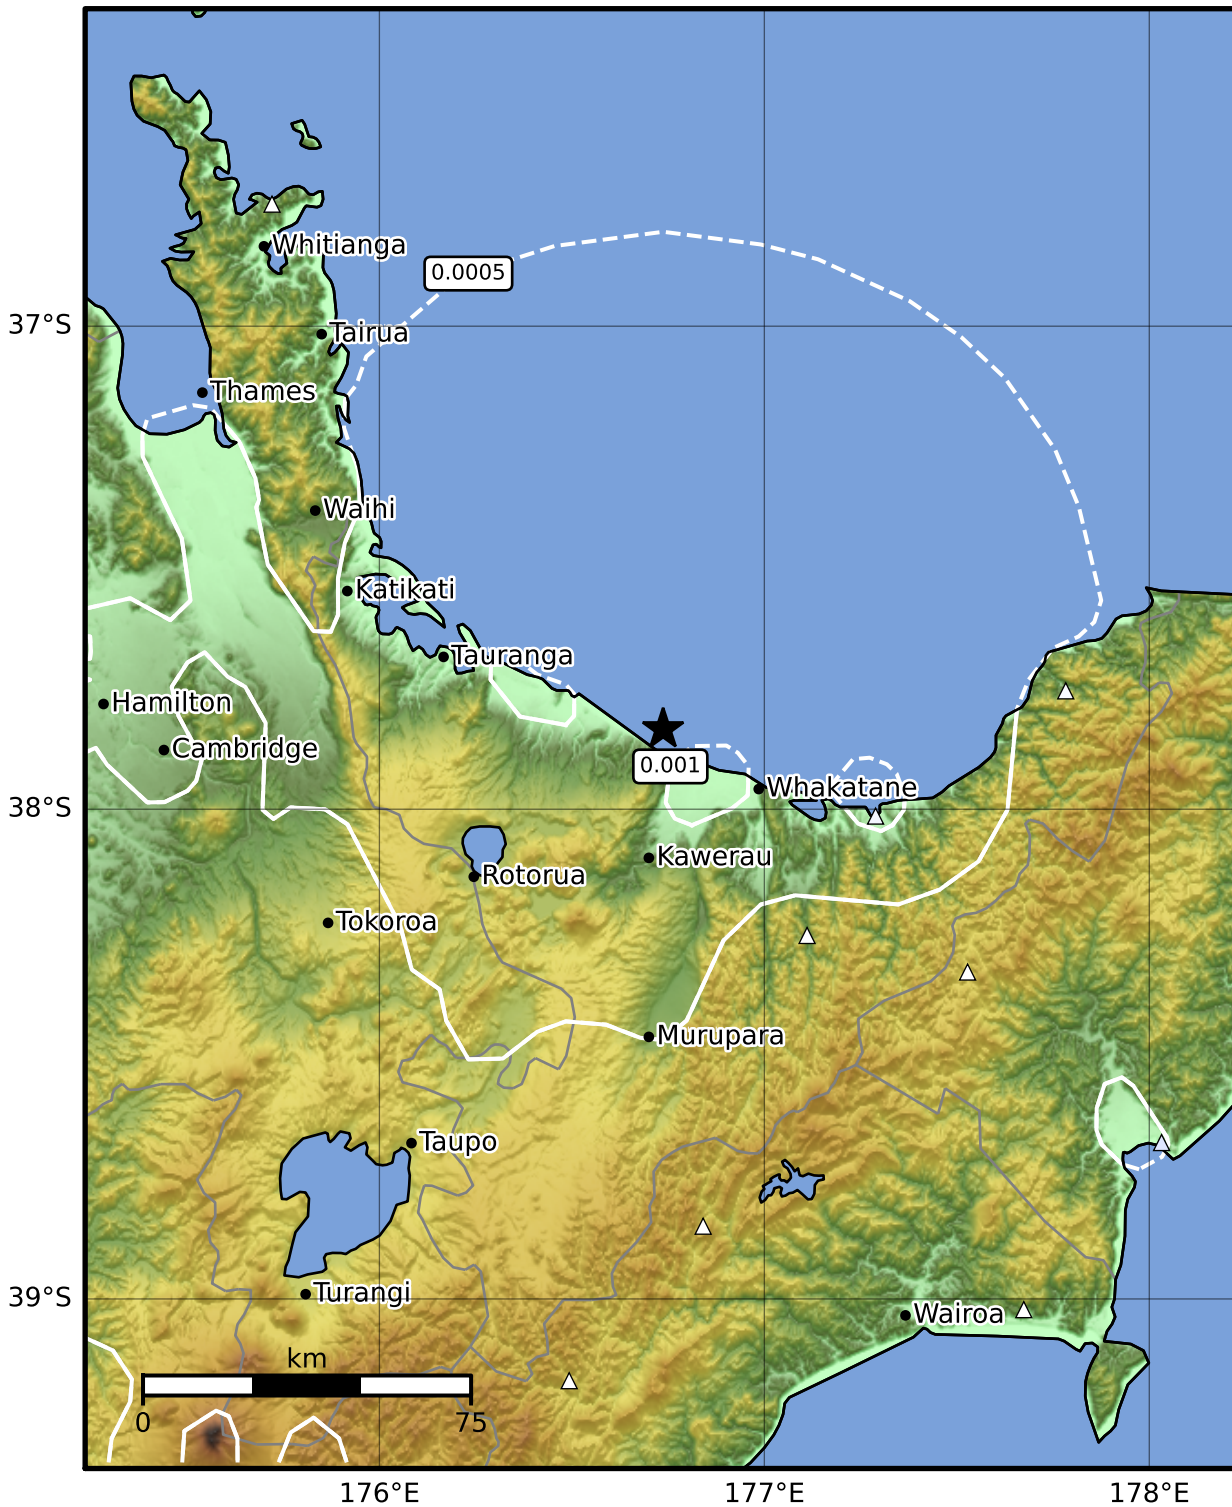 Whitianga
0.0005
37°S
Tairua
Thames
Waihi
Katikati
Tauranga
Hamilton
Cambridge
0.001
Whakatane
38°S
Kawerau
Rotorua
Tokoroa
Murupara
Taupo
Turangi
39°S
Wairoa
km
0
75
176°E
177°E
178°E